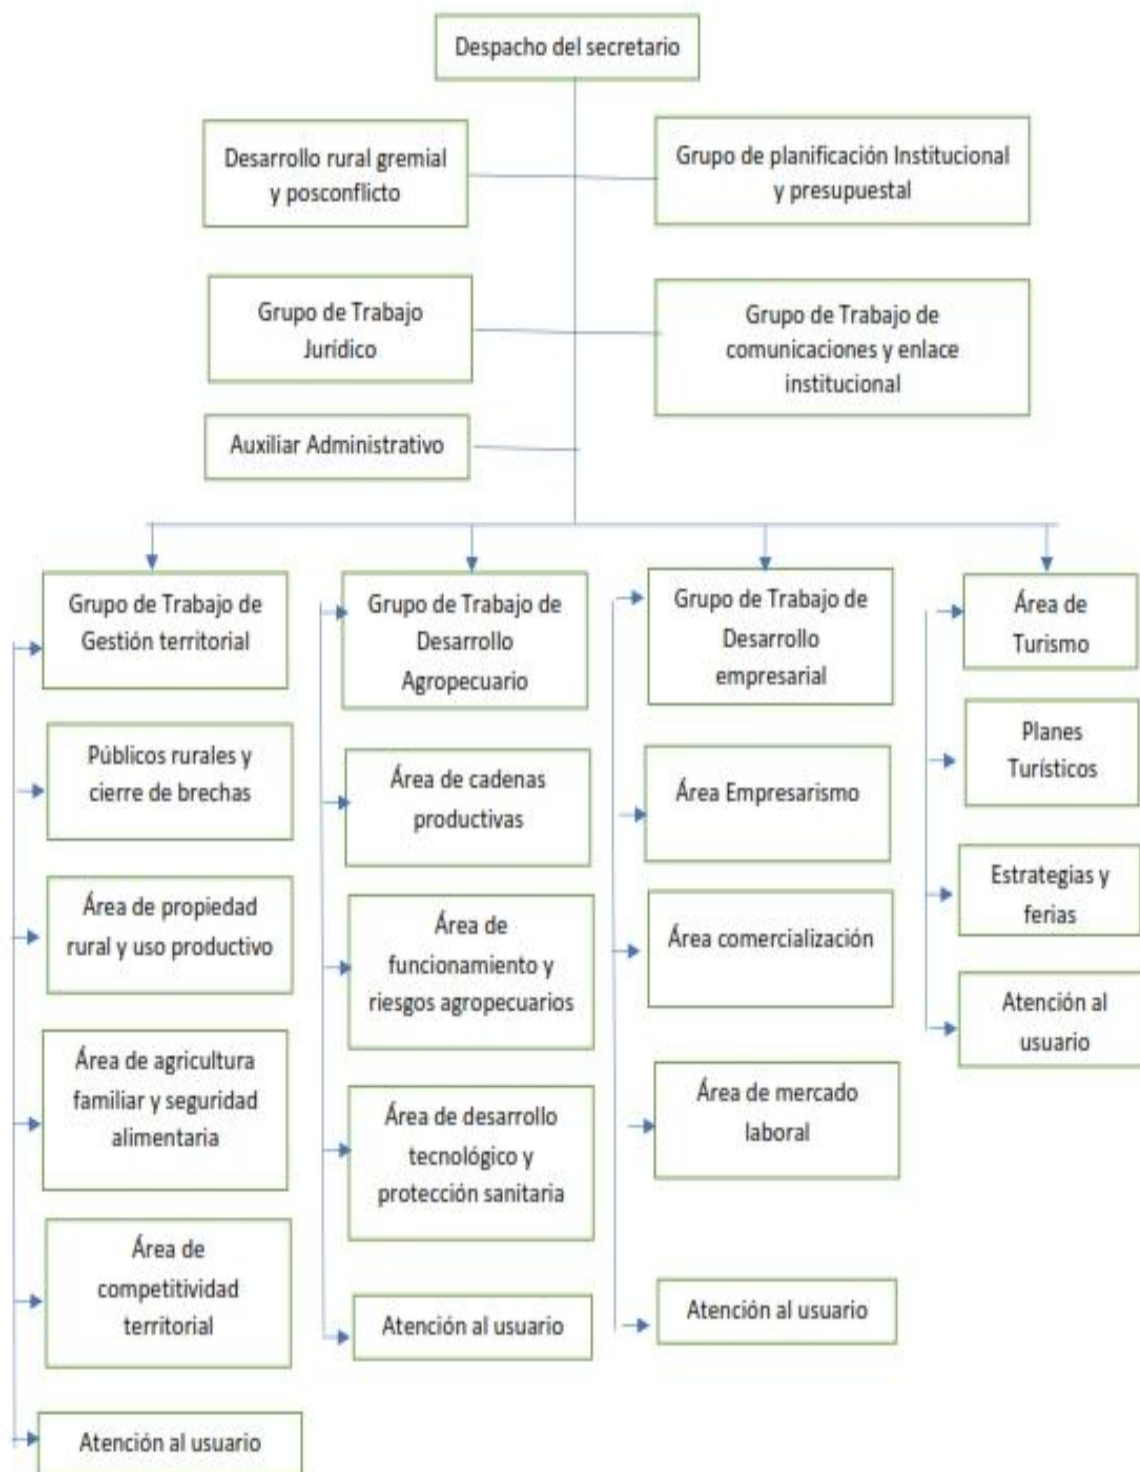 Despacho del secretario
Desarrollo rural gremial
y posconflicto
Grupo de planificación Institucional
y presupuestal
Grupo de Trabajo
Jurídico
Grupo de Trabajo de
comunicaciones y enlace
institucional
Auxiliar Administrativo
Grupo de Trabajo de
Gestión territorial
Públicos rurales y
cierre de brechas
Área de propiedad
rural y uso productivo
Área de agricultura
familiar y seguridad
alimentaria
Área de
competitividad
territorial
Atención al usuario
Grupo de Trabajo de
Desarrollo
Agropecuario
Área de cadenas
productivas
Área de
funcionamiento y
riesgos agropecuarios
Área de desarrollo
tecnológico y
protección sanitaria
Atención al usuario
Grupo de Trabajo de
Desarrollo
empresarial
Área Empresarismo
Área comercialización
Área de mercado
laboral
Atención al usuario
Área de
Turismo
Planes
Turísticos
Estrategias y
ferias
Atención al
usuario